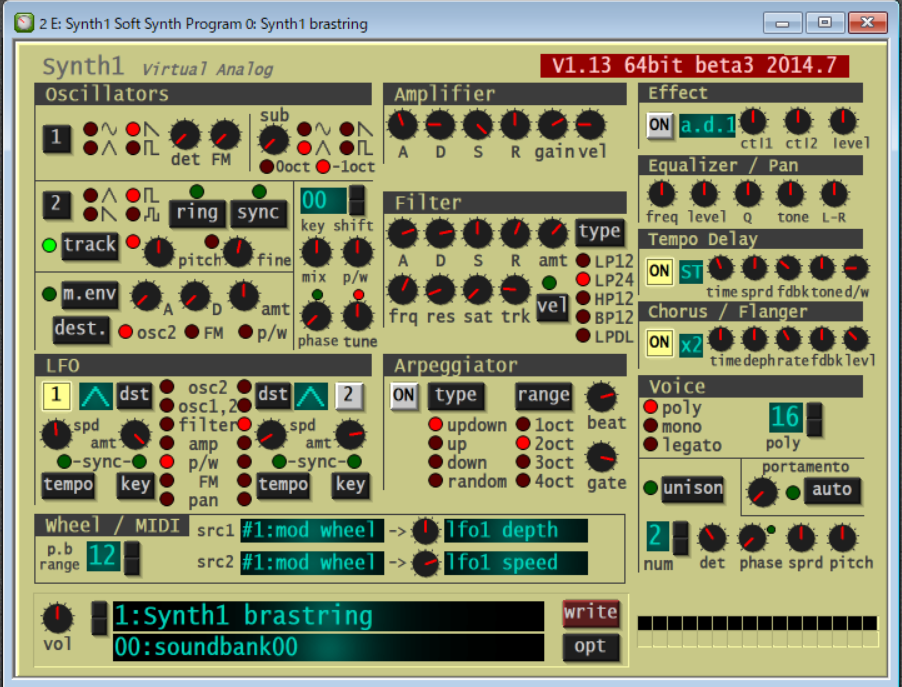 2 E: Synth1 Soft Synth Program 0: Synth1 brastring
Synth1 Virtual Analog
V1.13 64bit beta3 2014.7
Oscillators
1
det FM
sub
0oct -1oct
2
ring sync
track
pitch fine
00
key shift
mix p/w
phase tune
m.env
A D amt
dest.
osc2 FM p/w
Amplifier
A D S R gain vel
Filter
A D S R amt
type
frq res sat trk
vel
LP12
LP24
HP12
BP12
LPDL
Effect
ON a.d.1
ctl1 ctl2 level
Equalizer / Pan
freq level Q tone L-R
Tempo Delay
ON ST
time sprd fdbk tone d/w
Chorus / Flanger
ON x2
time deph rate fdbk levl
LFO
1 dst
spd
amt
sync
tempo key
osc2
osc1,2
filter
amp
p/w
FM
pan
dst 2
spd
amt
sync
tempo key
Arpeggiator
ON type
updown
up
down
random
range
1oct
2oct
3oct
4oct
beat
gate
Voice
poly
mono
legato
16
poly
unison
portamento
auto
2
num
det phase sprd pitch
Wheel / MIDI
p.b
range
12
src1 #1:mod wheel -> lfo1 depth
src2 #1:mod wheel -> lfo1 speed
vol
1:Synth1 brastring
00:soundbank00
write
opt